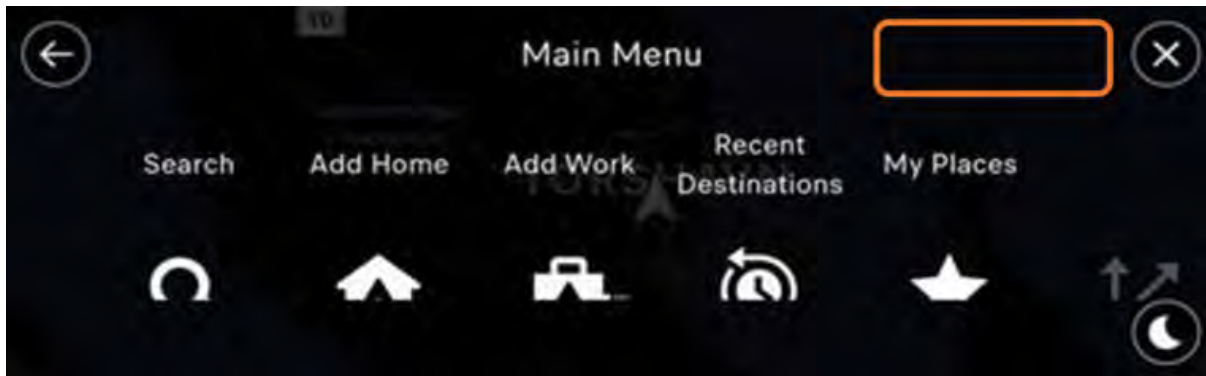 Main Menu
Search
Add Home
Add Work
Recent
Destinations
My Places